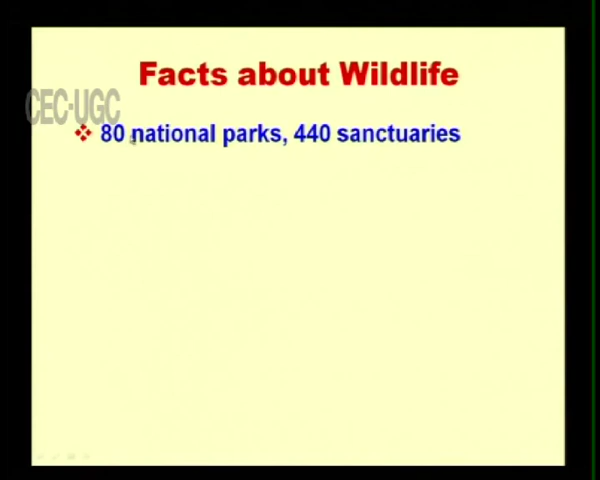 Facts about Wildlife
CEC-UGC
❖ 80 national parks, 440 sanctuaries